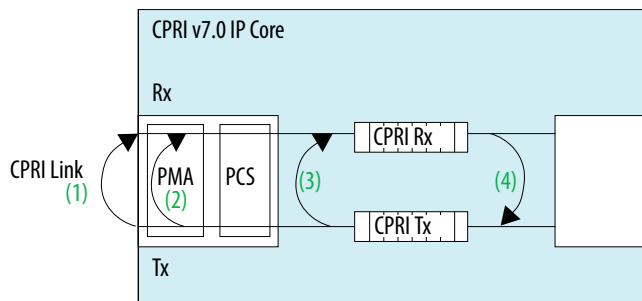 CPRI v7.0 IP Core
Rx
CPRI Rx
CPRI Link
(1)
PMA
(2)
PCS
(3)
(4)
CPRI Tx
Tx